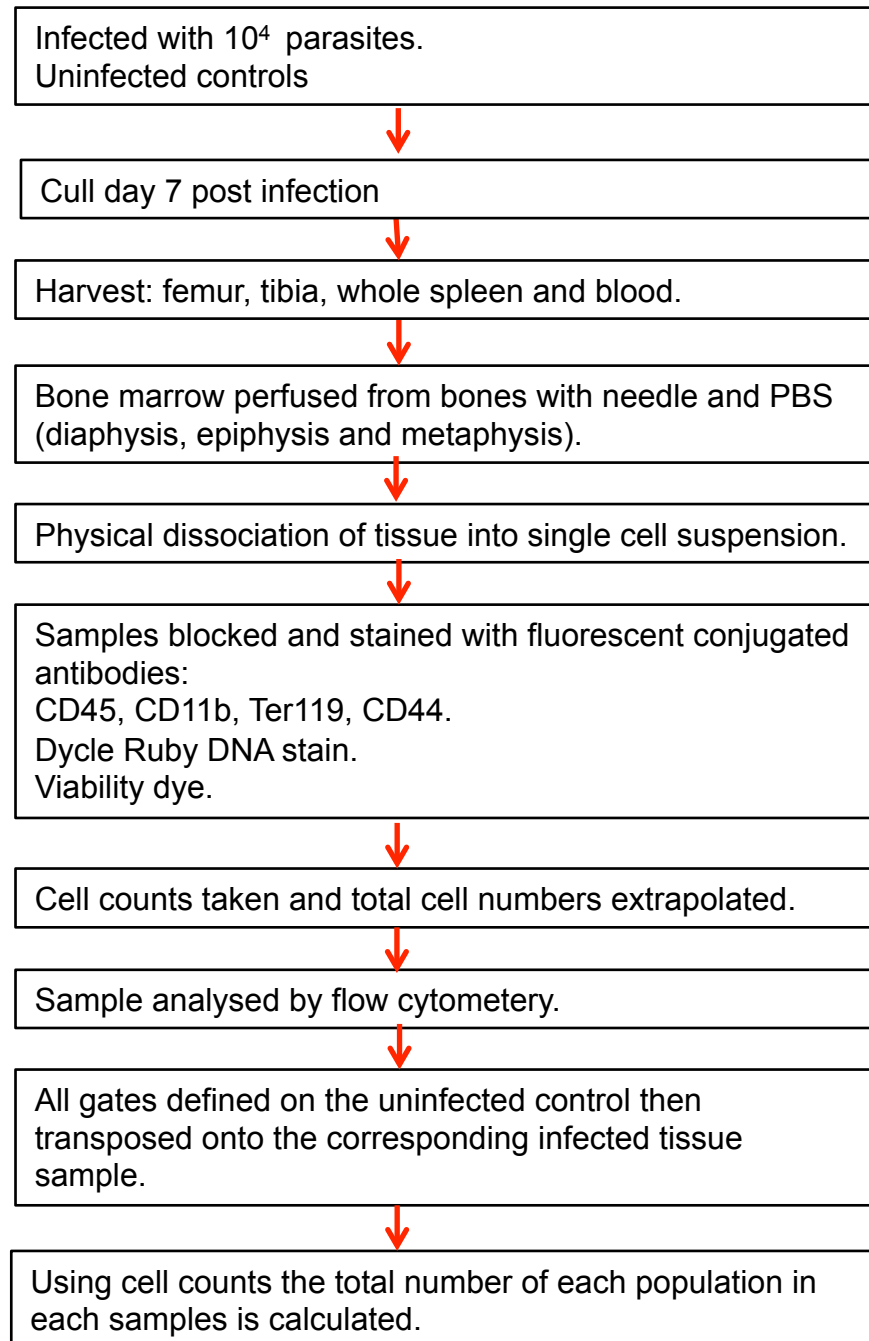 Infected with 10⁴ parasites.
Uninfected controls
Cull day 7 post infection
Harvest: femur, tibia, whole spleen and blood.
Bone marrow perfused from bones with needle and PBS
(diaphysis, epiphysis and metaphysis).
Physical dissociation of tissue into single cell suspension.
Samples blocked and stained with fluorescent conjugated
antibodies:
CD45, CD11b, Ter119, CD44.
Dycle Ruby DNA stain.
Viability dye.
Cell counts taken and total cell numbers extrapolated.
Sample analysed by flow cytometery.
All gates defined on the uninfected control then
transposed onto the corresponding infected tissue
sample.
Using cell counts the total number of each population in
each samples is calculated.